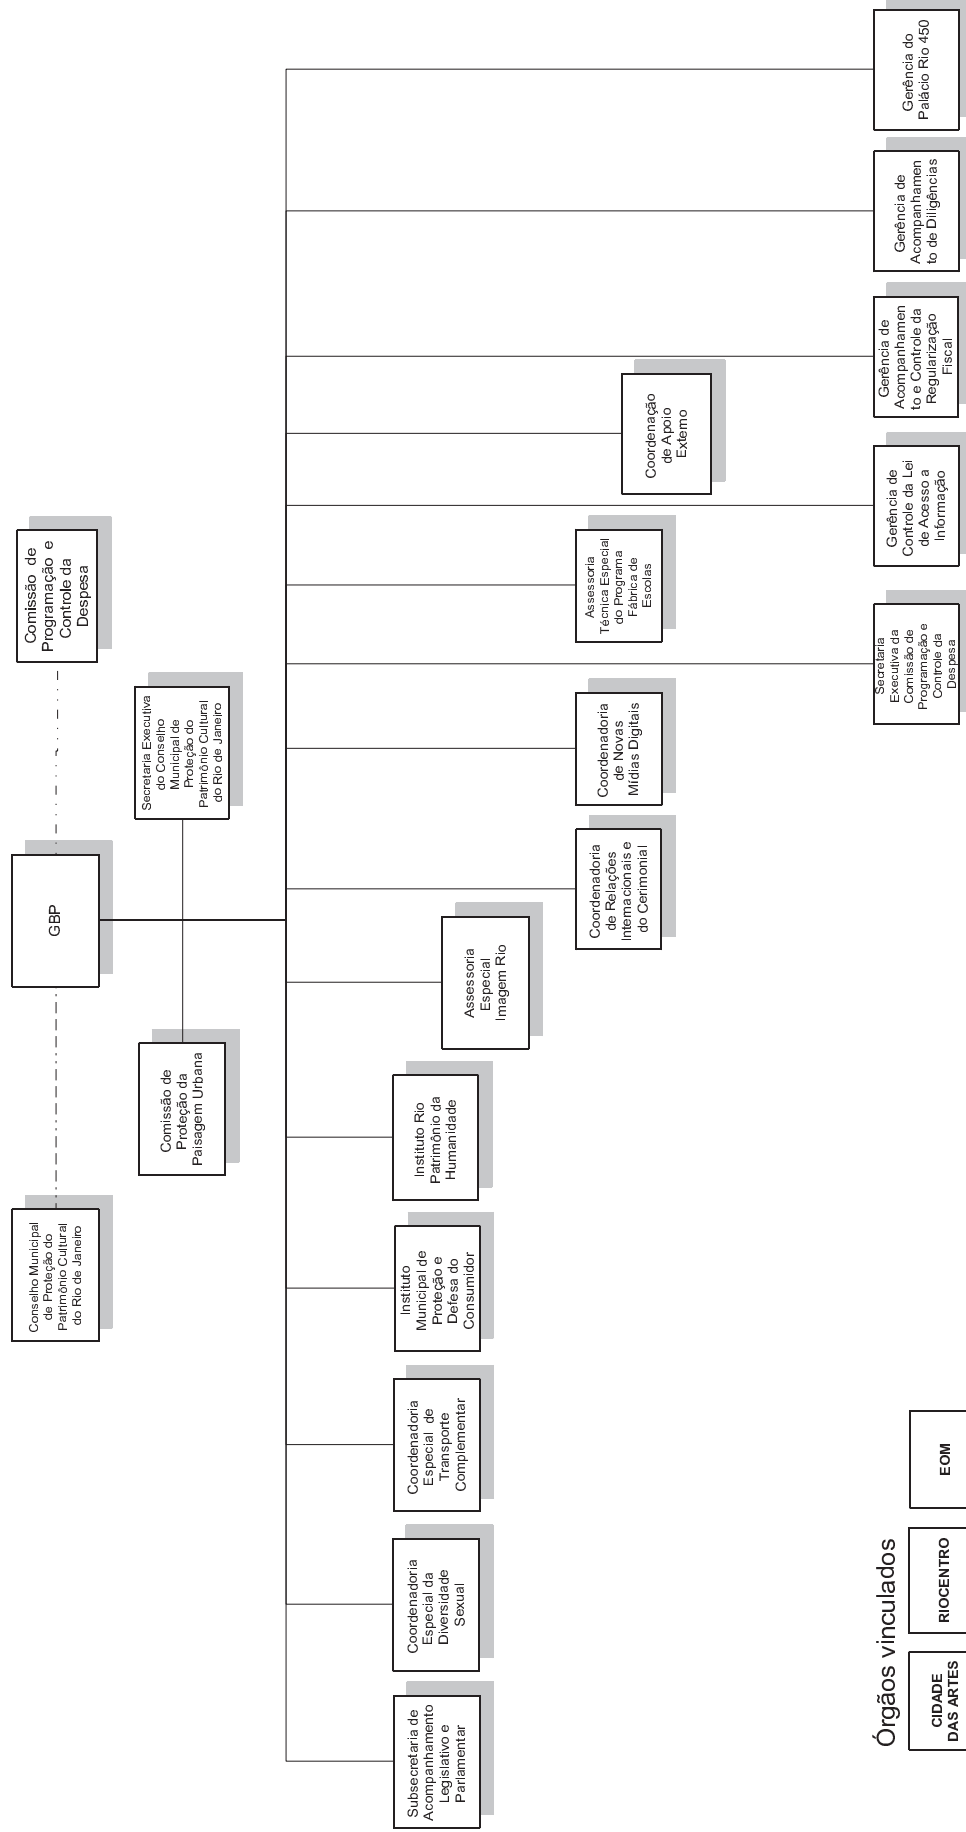 Conselho Municipal
de Proteção do
Patrimônio Cultural
do Rio de Janeiro
GBP
Comissão de
Programação e
Controle da
Despesa
Comissão de
Proteção da
Paisagem Urbana
Secretaria Executiva
do Conselho
Municipal de
Proteção do
Patrimônio Cultural
do Rio de Janeiro
Subsecretaria de
Acompanhamento
Legislativo e
Parlamentar
Coordenadoria
Especial da
Diversidade
Sexual
Coordenadoria
Especial de
Transporte
Complementar
Instituto
Municipal de
Proteção e
Defesa do
Consumidor
Instituto Rio
Patrimônio da
Humanidade
Assessoria
Especial
Imagem Rio
Coordenadoria
de Relações
Internacionais e
do Cerimonial
Coordenadoria
de Novas
Mídias Digitais
Assessoria
Técnica Especial
do Programa
Fábrica de
Escolas
Coordenação
de Apoio
Externo
Secretaria
Executiva da
Comissão de
Programação e
Controle da
Despesa
Gerência de
Controle da Lei
de Acesso a
Informação
Gerência de
Acompanhamen
to e Controle da
Regularização
Fiscal
Gerência de
Acompanhamen
to de Diligências
Gerência do
Palácio Rio 450
Órgãos vinculados
CIDADE
DAS ARTES
RIOCENTRO
EOM